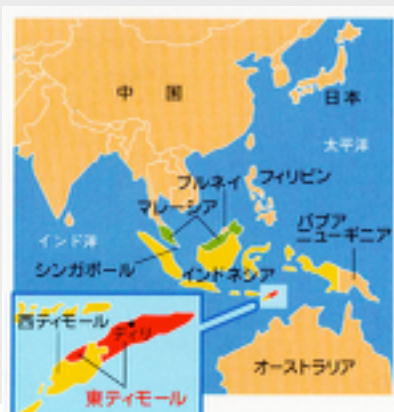 中 国
日本
太平洋
ブルネイ
フィリピン
マレーシア
パプア
ニューギニア
インド洋
シンガポール
インドネシア
西ティモール
ディリ
オーストラリア
東ティモール